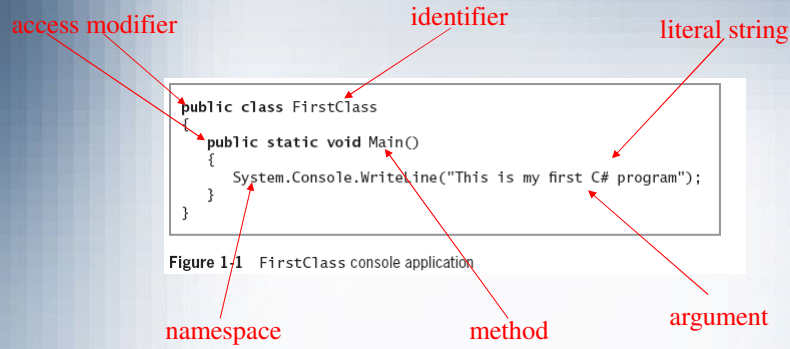 access modifier
identifier
literal string
public class FirstClass
{
public static void Main()
{
System.Console.WriteLine("This is my first C# program");
}
}
Figure 1-1 FirstClass console application
namespace
method
argument